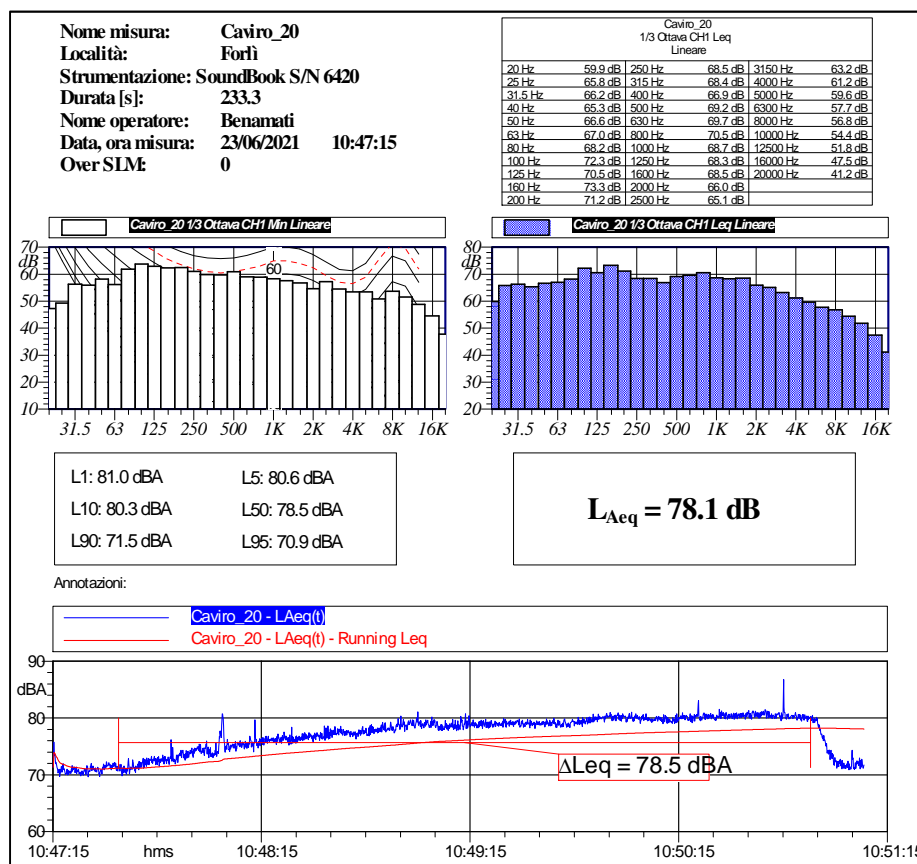 Nome misura: Caviro_20
Località: Forlì
Strumentazione: SoundBook S/N 6420
Durata [s]: 233.3
Nome operatore: Benamati
Data, ora misura: 23/06/2021 10:47:15
Over SLM: 0
Caviro_20
1/3 Ottava CH1 Leq
Lineare
20 Hz 59.9 dB 250 Hz 68.5 dB 3150 Hz 63.2 dB
25 Hz 65.8 dB 315 Hz 68.4 dB 4000 Hz 61.2 dB
31.5 Hz 66.2 dB 400 Hz 66.9 dB 5000 Hz 59.6 dB
40 Hz 65.3 dB 500 Hz 69.2 dB 6300 Hz 57.7 dB
50 Hz 66.6 dB 630 Hz 69.7 dB 8000 Hz 56.8 dB
63 Hz 67.0 dB 800 Hz 70.5 dB 10000 Hz 54.4 dB
80 Hz 68.2 dB 1000 Hz 68.7 dB 12500 Hz 51.8 dB
100 Hz 72.3 dB 1250 Hz 68.3 dB 16000 Hz 47.5 dB
125 Hz 70.5 dB 1600 Hz 68.5 dB 20000 Hz 41.2 dB
160 Hz 73.3 dB 2000 Hz 66.0 dB
200 Hz 71.2 dB 2500 Hz 65.1 dB
Caviro_20 1/3 Ottava CH1 Min Lineare
70
dB
60
50
40
30
20
10
60
31.5 63 125 250 500 1K 2K 4K 8K 16K
Caviro_20 1/3 Ottava CH1 Leq Lineare
80
dB
70
60
50
40
30
20
31.5 63 125 250 500 1K 2K 4K 8K 16K
L1: 81.0 dBA L5: 80.6 dBA
L10: 80.3 dBA L50: 78.5 dBA
L90: 71.5 dBA L95: 70.9 dBA
LAeq = 78.1 dB
Annotazioni:
Caviro_20 - LAeq(t)
Caviro_20 - LAeq(t) - Running Leq
90
dBA
80
70
60
ΔLeq = 78.5 dBA
10:47:15 hms 10:48:15 10:49:15 10:50:15 10:51:15